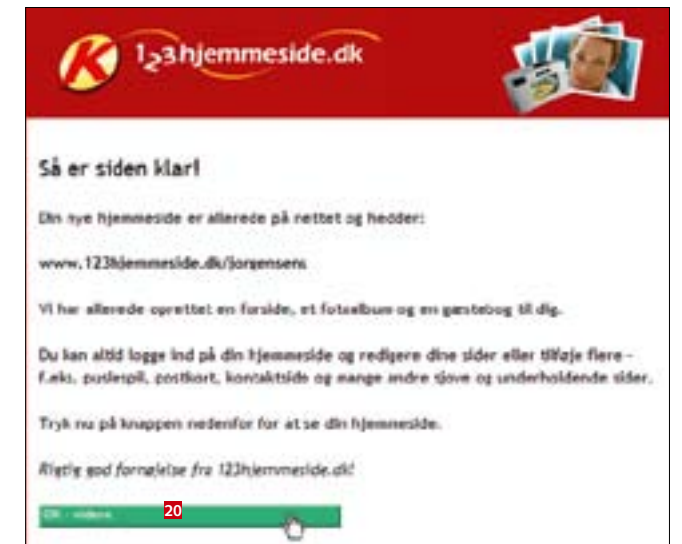 K
123hjemmeside.dk
Så er siden klar!
Din nye hjemmeside er allerede på nettet og hedder:
www.123hjemmeside.dk/jorgensens
Vi har allerede oprettet en forside, et fotoalbum og en gæstebog til dig.
Du kan altid logge ind på din hjemmeside og redigere dine sider eller tilføje flere -
f.eks. puslespil, postkort, kontaktside og mange andre sjove og underholdende sider.
Tryk nu på knappen nedenfor for at se din hjemmeside.
Rigtig god fornøjelse fra 123hjemmeside.dk!
OK - videre
20